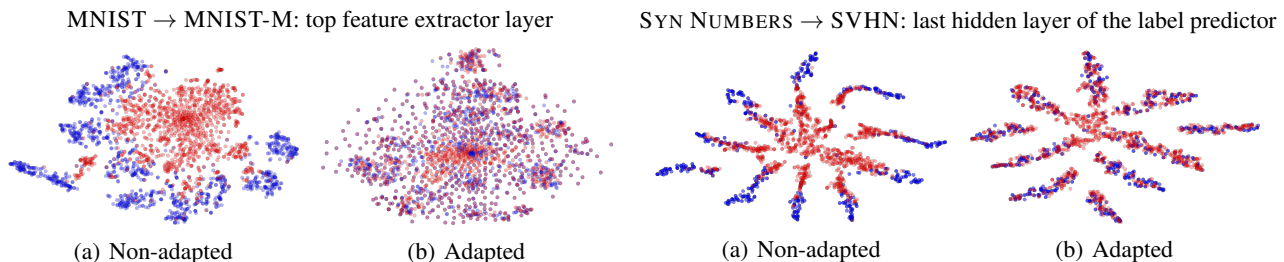 MNIST → MNIST-M: top feature extractor layer
SYN NUMBERS → SVHN: last hidden layer of the label predictor
(a) Non-adapted
(b) Adapted
(a) Non-adapted
(b) Adapted